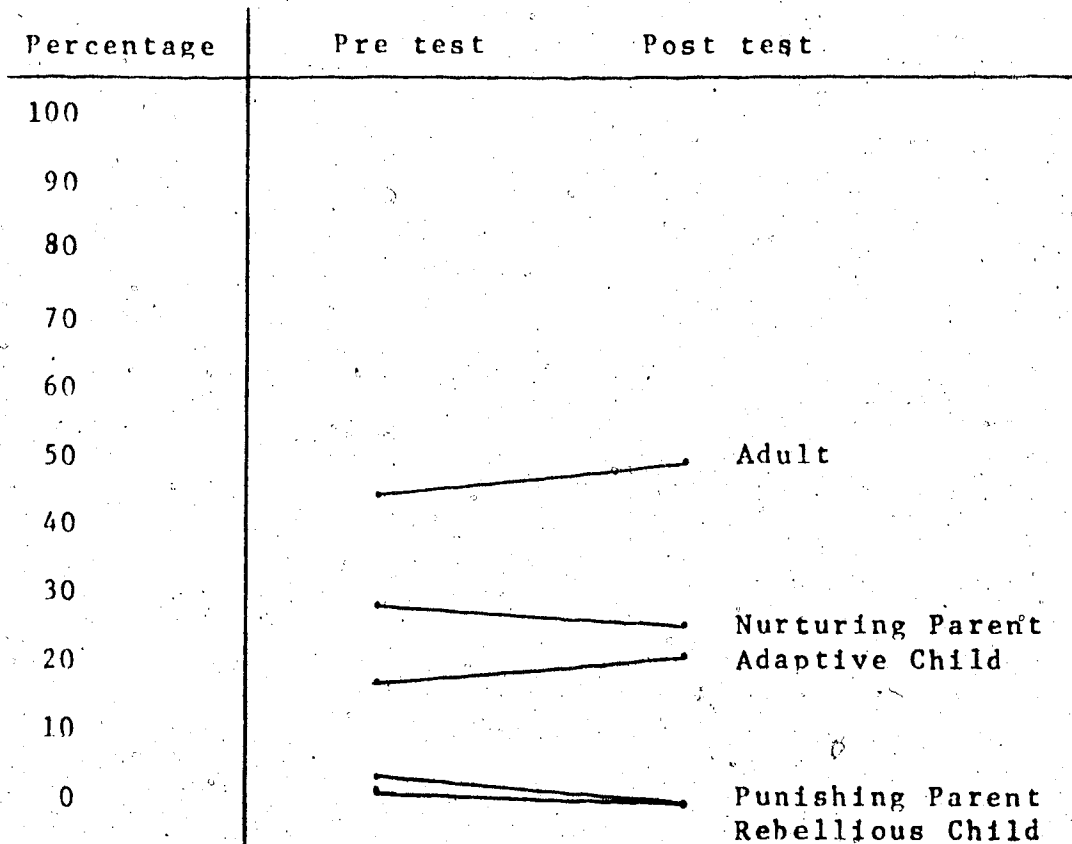 Percentage Pre test Post test
100
90
80
70
60
50 Adult
40
30
Nurturing Parent
20 Adaptive Child
10
0 Punishing Parent
Rebellious Child